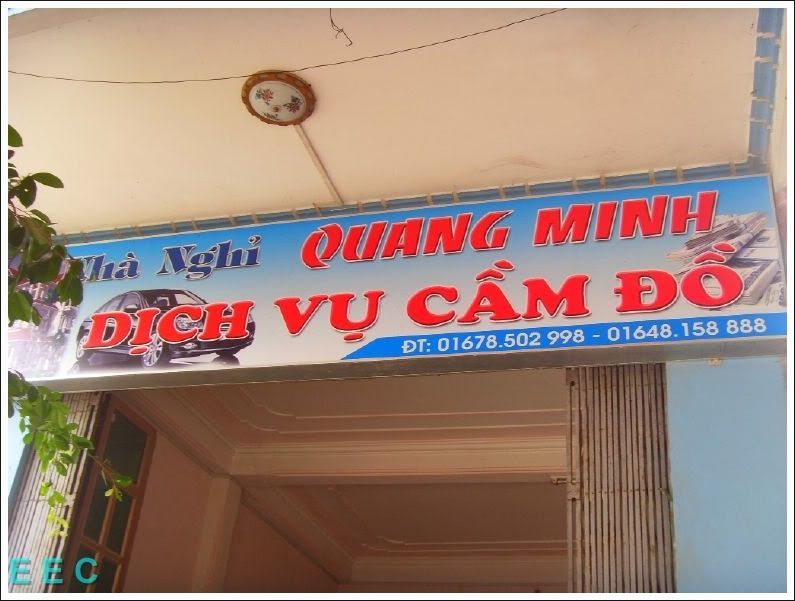 Nhà Nghỉ QUANG MINH
DỊCH VỤ CẦM ĐỒ
ĐT: 01678.502 998 - 01648.158 888
EEC